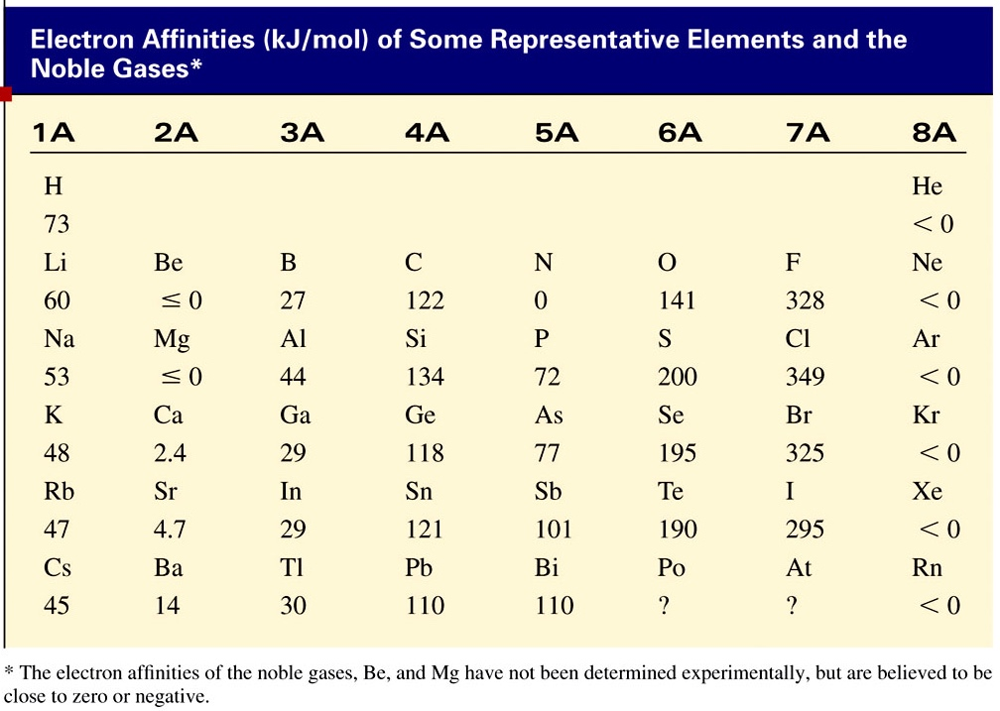 Electron Affinities (kJ/mol) of Some Representative Elements and the
Noble Gases*
1A 2A 3A 4A 5A 6A 7A 8A
H He
73 < 0
Li Be B C N O F Ne
60 ≤ 0 27 122 0 141 328 < 0
Na Mg Al Si P S Cl Ar
53 ≤ 0 44 134 72 200 349 < 0
K Ca Ga Ge As Se Br Kr
48 2.4 29 118 77 195 325 < 0
Rb Sr In Sn Sb Te I Xe
47 4.7 29 121 101 190 295 < 0
Cs Ba Tl Pb Bi Po At Rn
45 14 30 110 110 ? ? < 0
* The electron affinities of the noble gases, Be, and Mg have not been determined experimentally, but are believed to be
close to zero or negative.